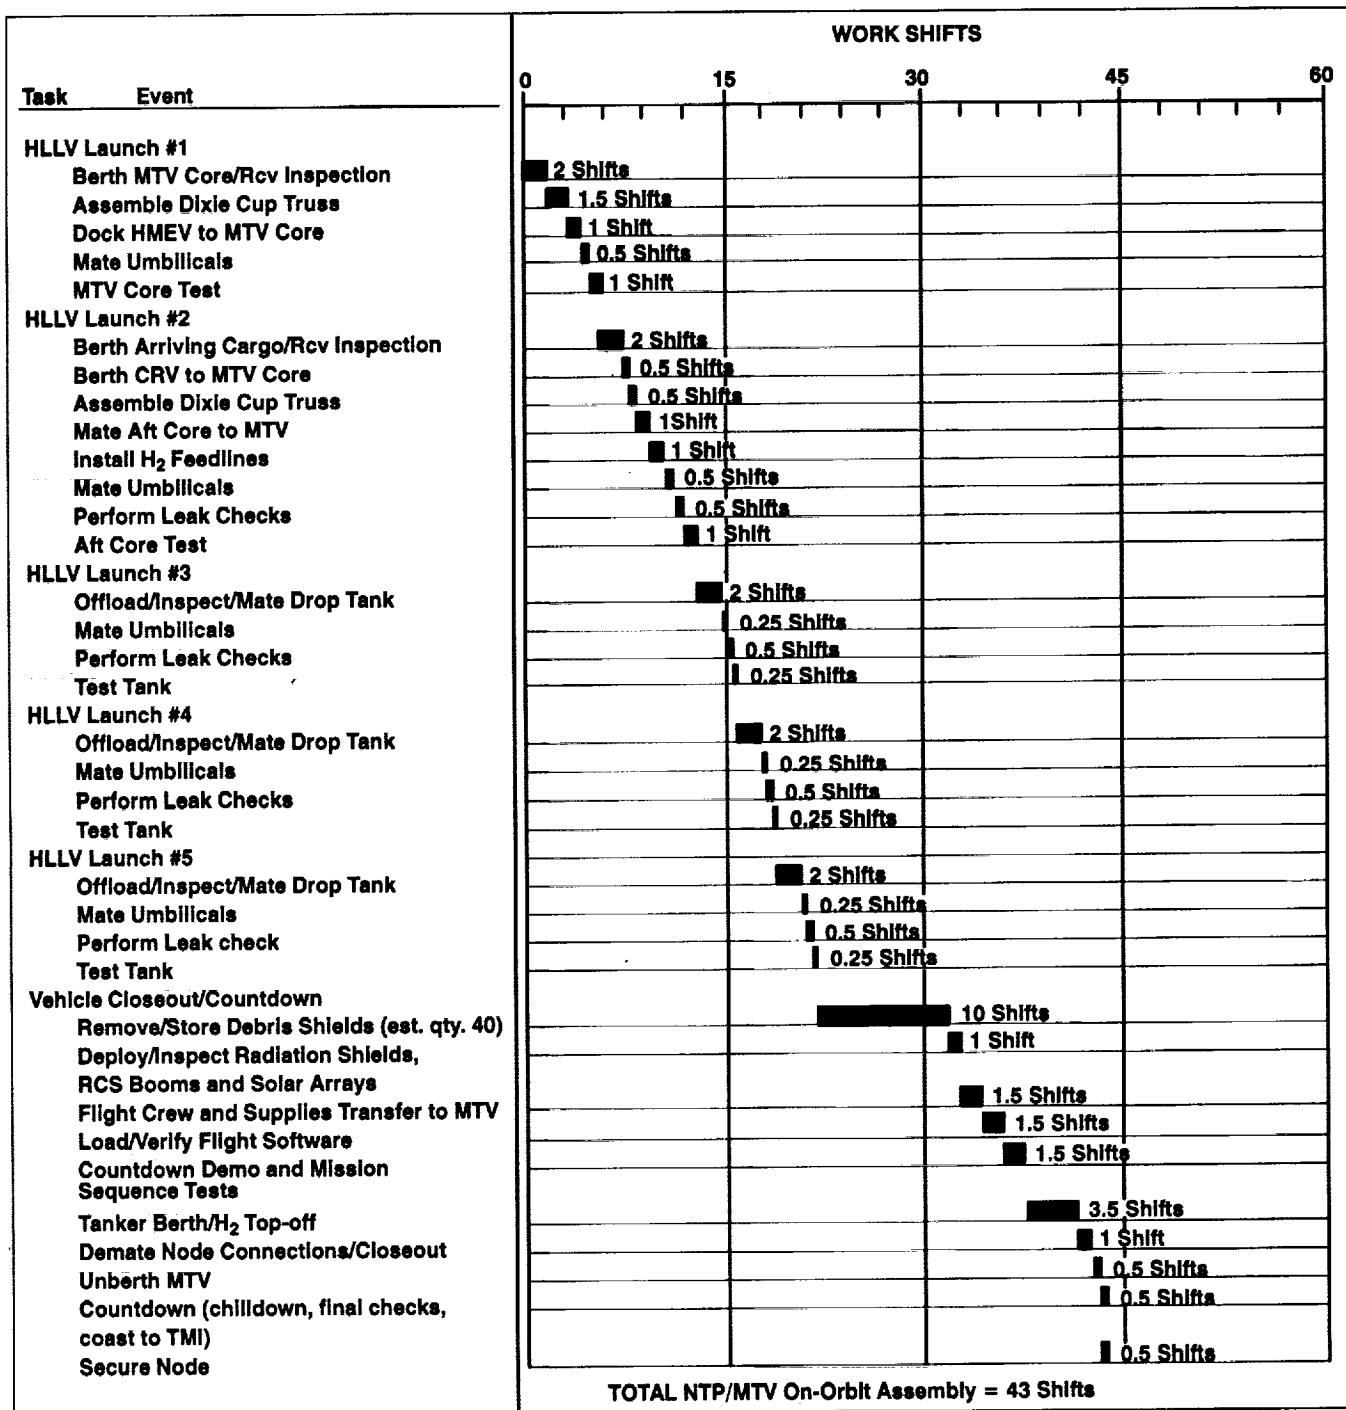 WORK SHIFTS
0 15 30 45 60
Task Event
HLLV Launch #1
Berth MTV Core/Rcv Inspection 2 Shifts
Assemble Dixie Cup Truss 1.5 Shifts
Dock HMEV to MTV Core 1 Shift
Mate Umbilicals 0.5 Shifts
MTV Core Test 1 Shift
HLLV Launch #2
Berth Arriving Cargo/Rcv Inspection 2 Shifts
Berth CRV to MTV Core 0.5 Shifts
Assemble Dixie Cup Truss 0.5 Shifts
Mate Aft Core to MTV 1Shift
Install H₂ Feedlines 1 Shift
Mate Umbilicals 0.5 Shifts
Perform Leak Checks 0.5 Shifts
Aft Core Test 1 Shift
HLLV Launch #3
Offload/Inspect/Mate Drop Tank 2 Shifts
Mate Umbilicals 0.25 Shifts
Perform Leak Checks 0.5 Shifts
Test Tank 0.25 Shifts
HLLV Launch #4
Offload/Inspect/Mate Drop Tank 2 Shifts
Mate Umbilicals 0.25 Shifts
Perform Leak Checks 0.5 Shifts
Test Tank 0.25 Shifts
HLLV Launch #5
Offload/Inspect/Mate Drop Tank 2 Shifts
Mate Umbilicals 0.25 Shifts
Perform Leak check 0.5 Shifts
Test Tank 0.25 Shifts
Vehicle Closeout/Countdown
Remove/Store Debris Shields (est. qty. 40) 10 Shifts
Deploy/Inspect Radiation Shields, 1 Shift
RCS Booms and Solar Arrays
Flight Crew and Supplies Transfer to MTV 1.5 Shifts
Load/Verify Flight Software 1.5 Shifts
Countdown Demo and Mission 1.5 Shifts
Sequence Tests
Tanker Berth/H₂ Top-off 3.5 Shifts
Demate Node Connections/Closeout 1 Shift
Unberth MTV 0.5 Shifts
Countdown (chilldown, final checks, 0.5 Shifts
coast to TMI)
Secure Node 0.5 Shifts
TOTAL NTP/MTV On-Orbit Assembly = 43 Shifts